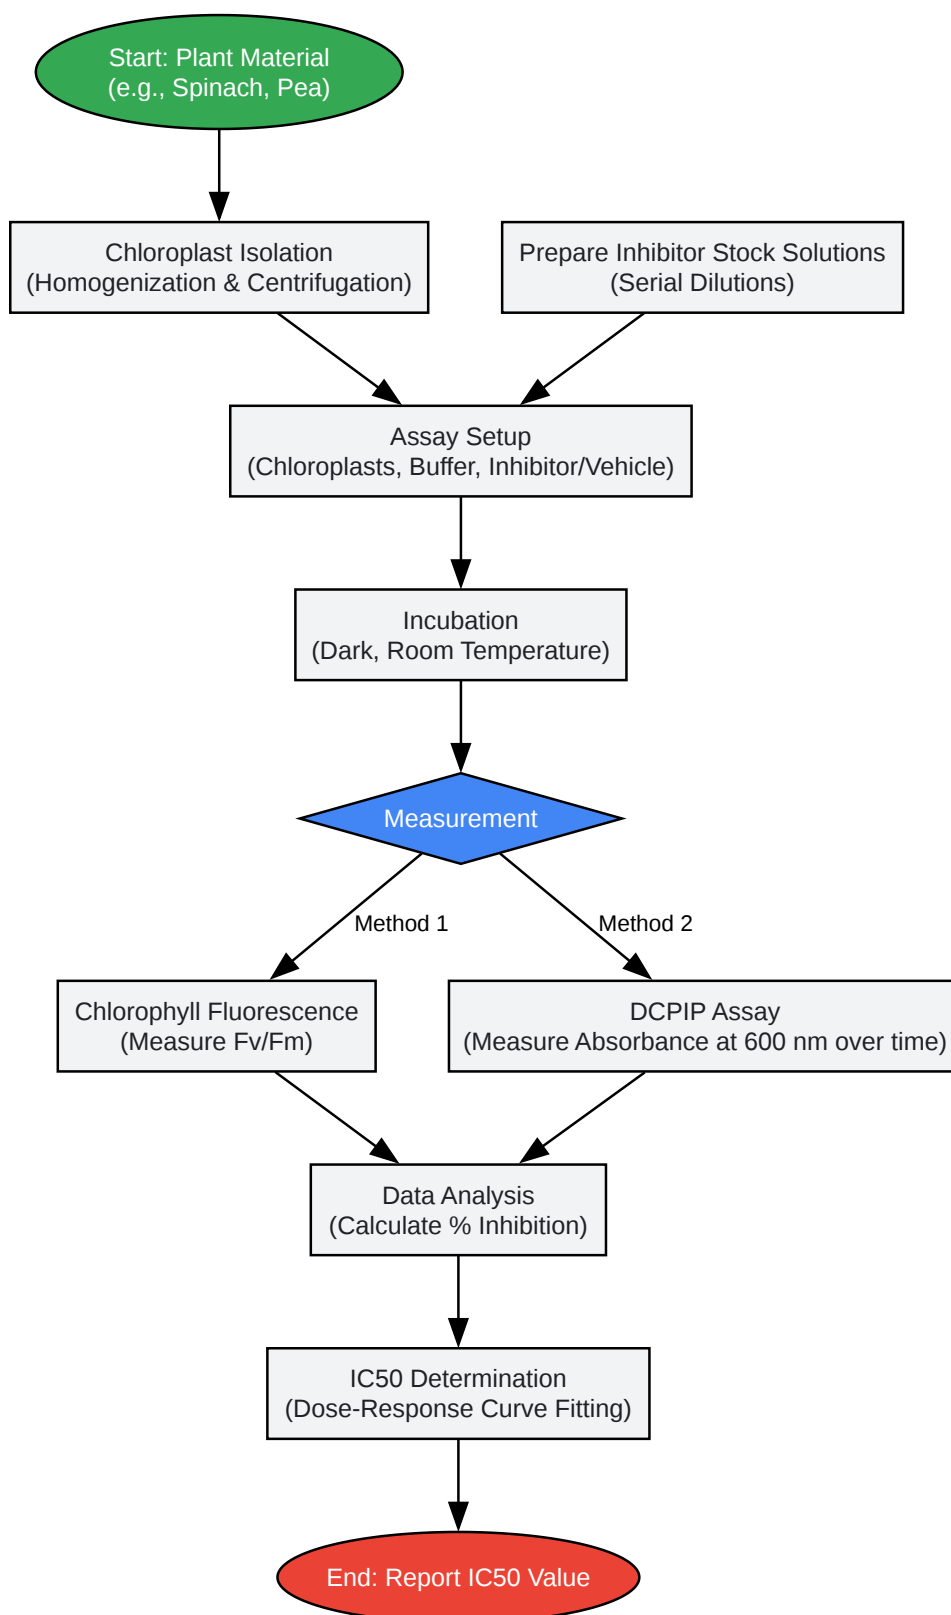 Start: Plant Material
(e.g., Spinach, Pea)
Chloroplast Isolation
(Homogenization & Centrifugation)
Prepare Inhibitor Stock Solutions
(Serial Dilutions)
Assay Setup
(Chloroplasts, Buffer, Inhibitor/Vehicle)
Incubation
(Dark, Room Temperature)
Measurement
Method 1
Method 2
Chlorophyll Fluorescence
(Measure Fv/Fm)
DCPIP Assay
(Measure Absorbance at 600 nm over time)
Data Analysis
(Calculate % Inhibition)
IC50 Determination
(Dose-Response Curve Fitting)
End: Report IC50 Value